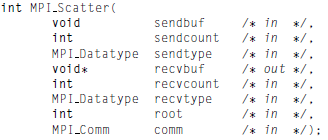 int MPI_Scatter(
void sendbuf /* in */,
int sendcount /* in */,
MPI_Datatype sendtype /* in */,
void* recvbuf /* out */,
int recvcount /* in */,
MPI_Datatype recvtype /* in */,
int root /* in */,
MPI_Comm comm /* in */);